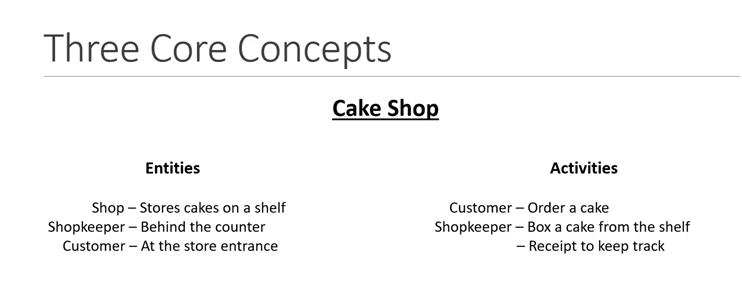 Three Core Concepts
Cake Shop
Entities
Shop – Stores cakes on a shelf
Shopkeeper – Behind the counter
Customer – At the store entrance
Activities
Customer – Order a cake
Shopkeeper – Box a cake from the shelf
– Receipt to keep track